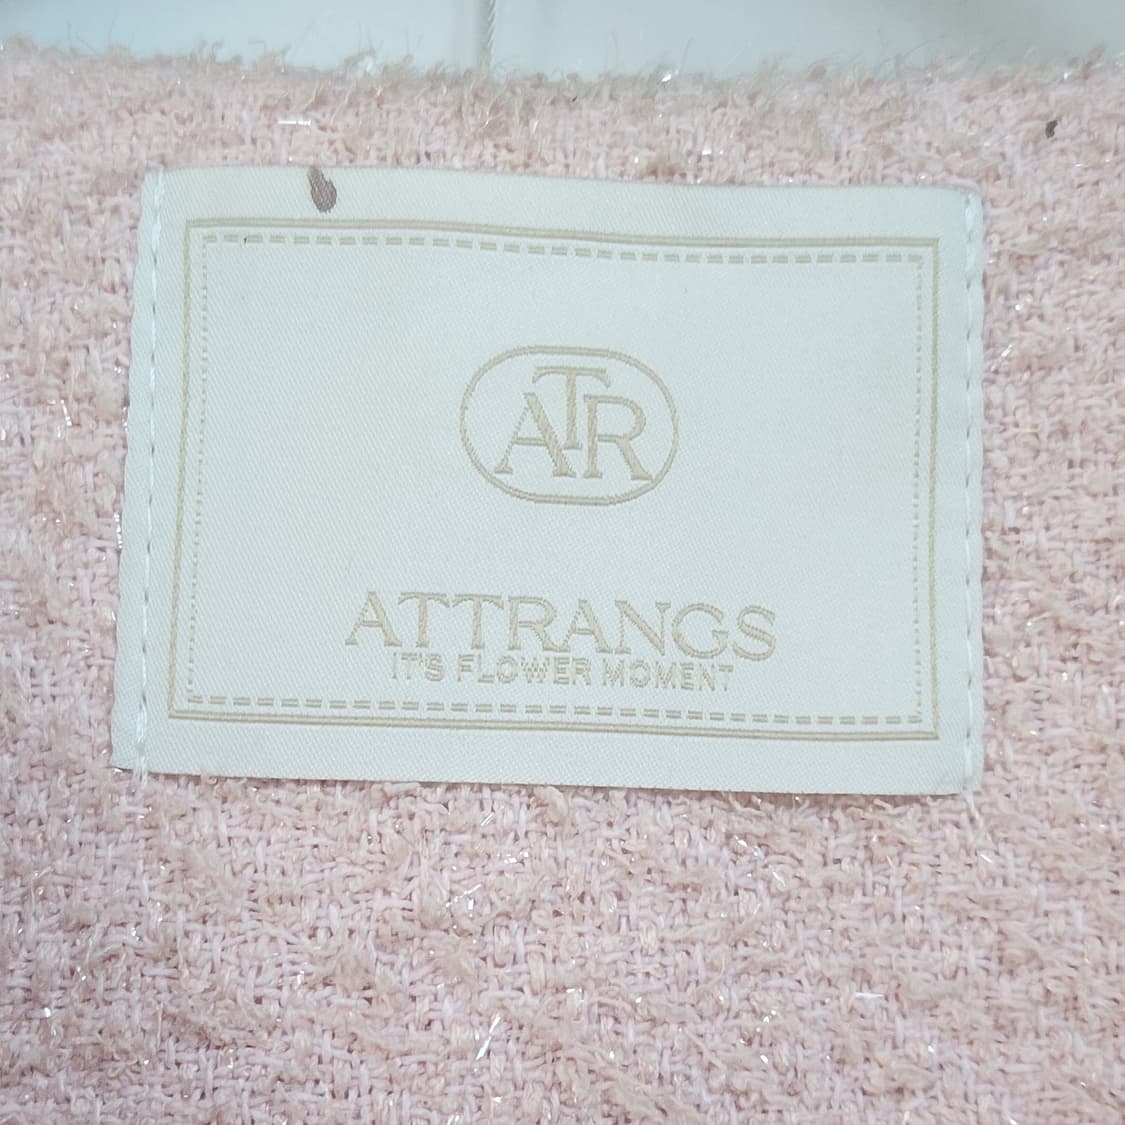 ATR
ATTRANGS
IT'S FLOWER MOMENT